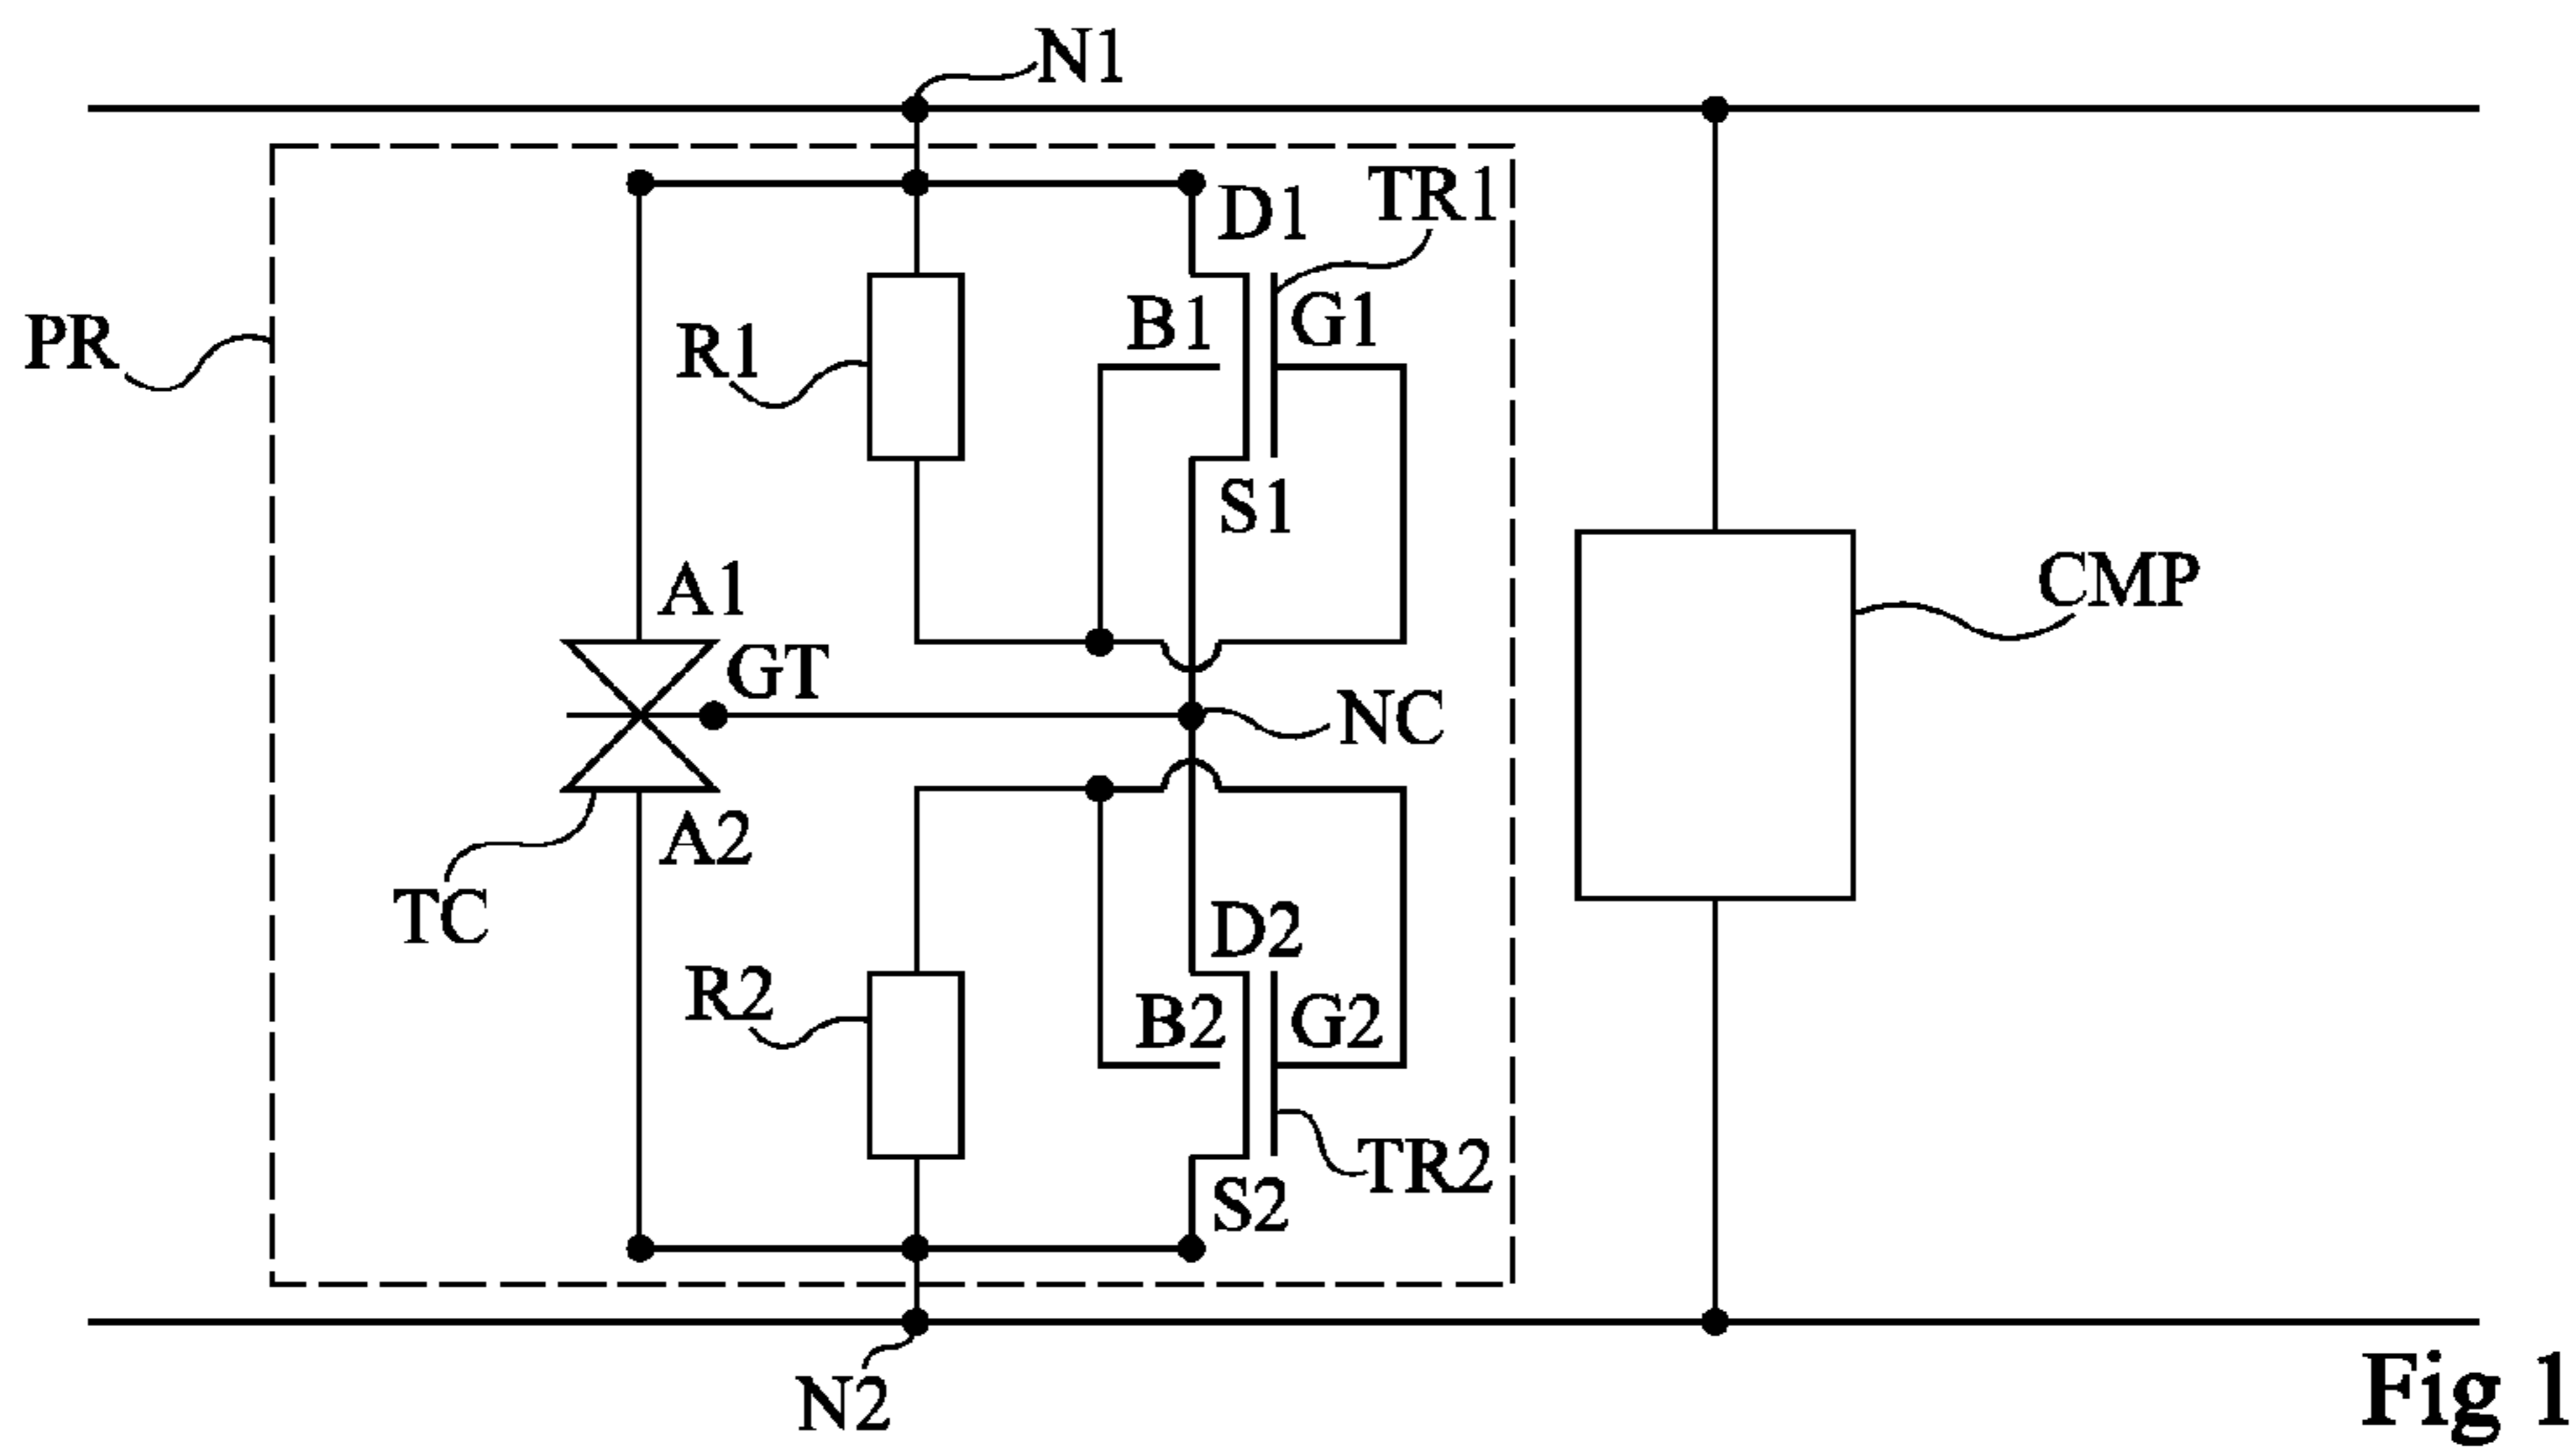 N1
D1
TR1
PR
R1
B1
G1
S1
A1
GT
CMP
NC
A2
TC
D2
R2
B2
G2
TR2
S2
N2
Fig 1